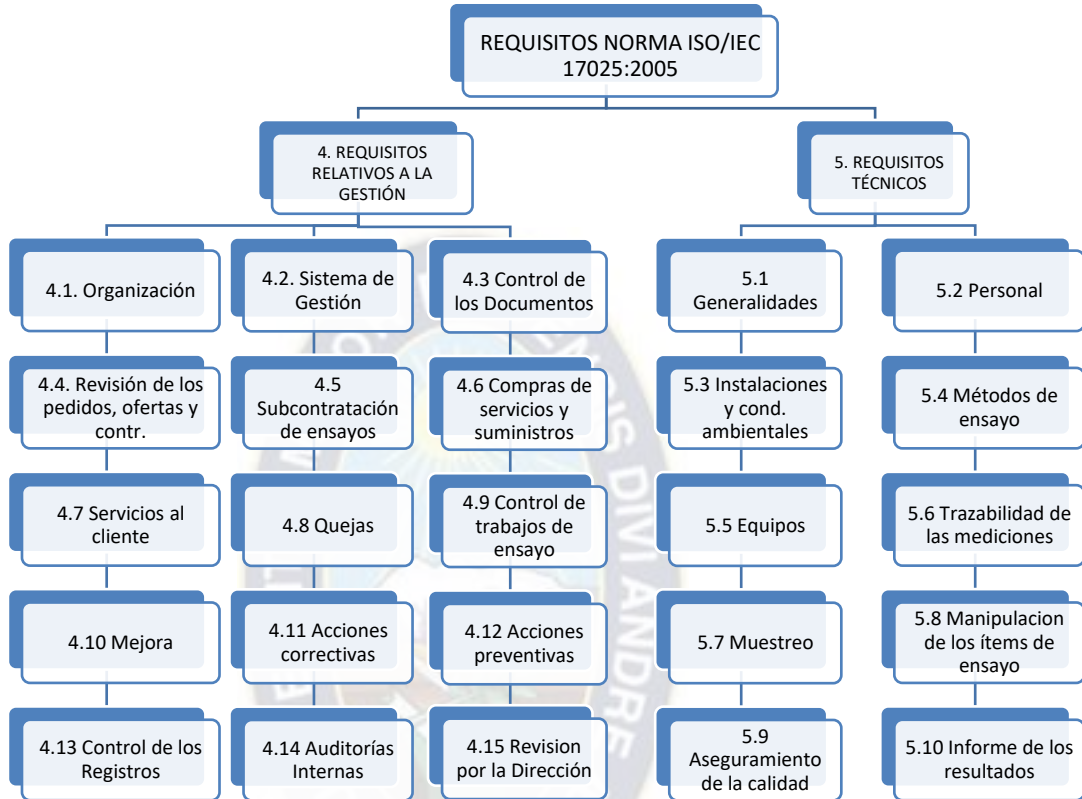 REQUISITOS NORMA ISO/IEC
17025:2005
4. REQUISITOS
RELATIVOS A LA
GESTIÓN
5. REQUISITOS
TÉCNICOS
4.1. Organización
4.2. Sistema de
Gestión
4.3 Control de
los Documentos
5.1
Generalidades
5.2 Personal
4.4. Revisión de los
pedidos, ofertas y
contr.
4.5
Subcontratación
de ensayos
4.6 Compras de
servicios y
suministros
5.3 Instalaciones
y cond.
ambientales
5.4 Métodos de
ensayo
4.7 Servicios al
cliente
4.8 Quejas
4.9 Control de
trabajos de
ensayo
5.5 Equipos
5.6 Trazabilidad de
las mediciones
4.10 Mejora
4.11 Acciones
correctivas
4.12 Acciones
preventivas
5.7 Muestreo
5.8 Manipulacion
de los ítems de
ensayo
4.13 Control de los
Registros
4.14 Auditorías
Internas
4.15 Revision
por la Dirección
5.9
Aseguramiento
de la calidad
5.10 Informe de los
resultados
DIVI ANDRE